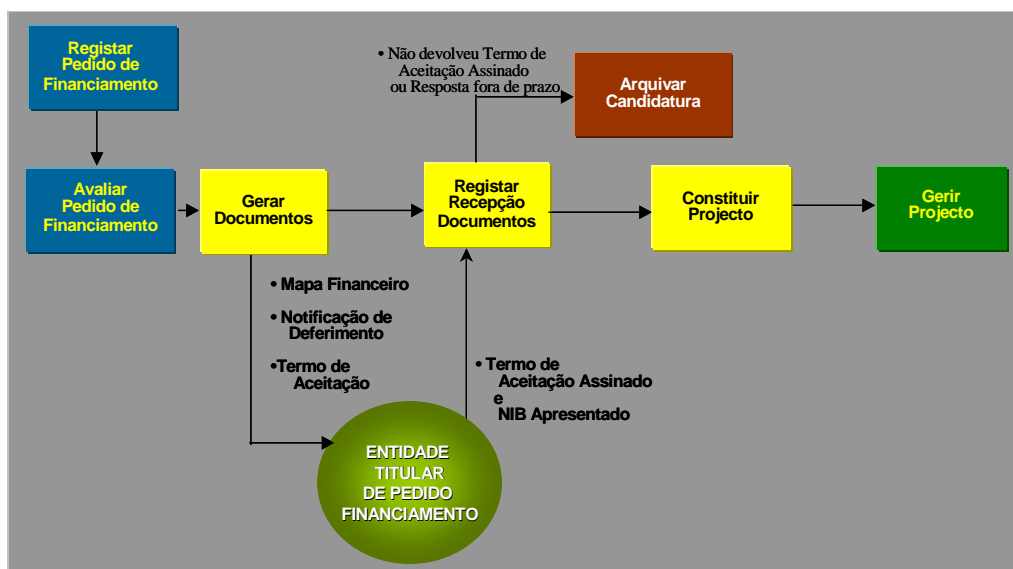 Registar
Pedido de
Financiamento
• Não devolveu Termo de
Aceitação Assinado
ou Resposta fora de prazo
Arquivar
Candidatura
Avaliar
Pedido de
Financiamento
Gerar
Documentos
Registar
Recepção
Documentos
Constituir
Projecto
Gerir
Projecto
• Mapa Financeiro
• Notificação de
Deferimento
•Termo de
Aceitação
• Termo de
Aceitação Assinado
e
NIB Apresentado
ENTIDADE
TITULAR
DE PEDIDO
FINANCIAMENTO